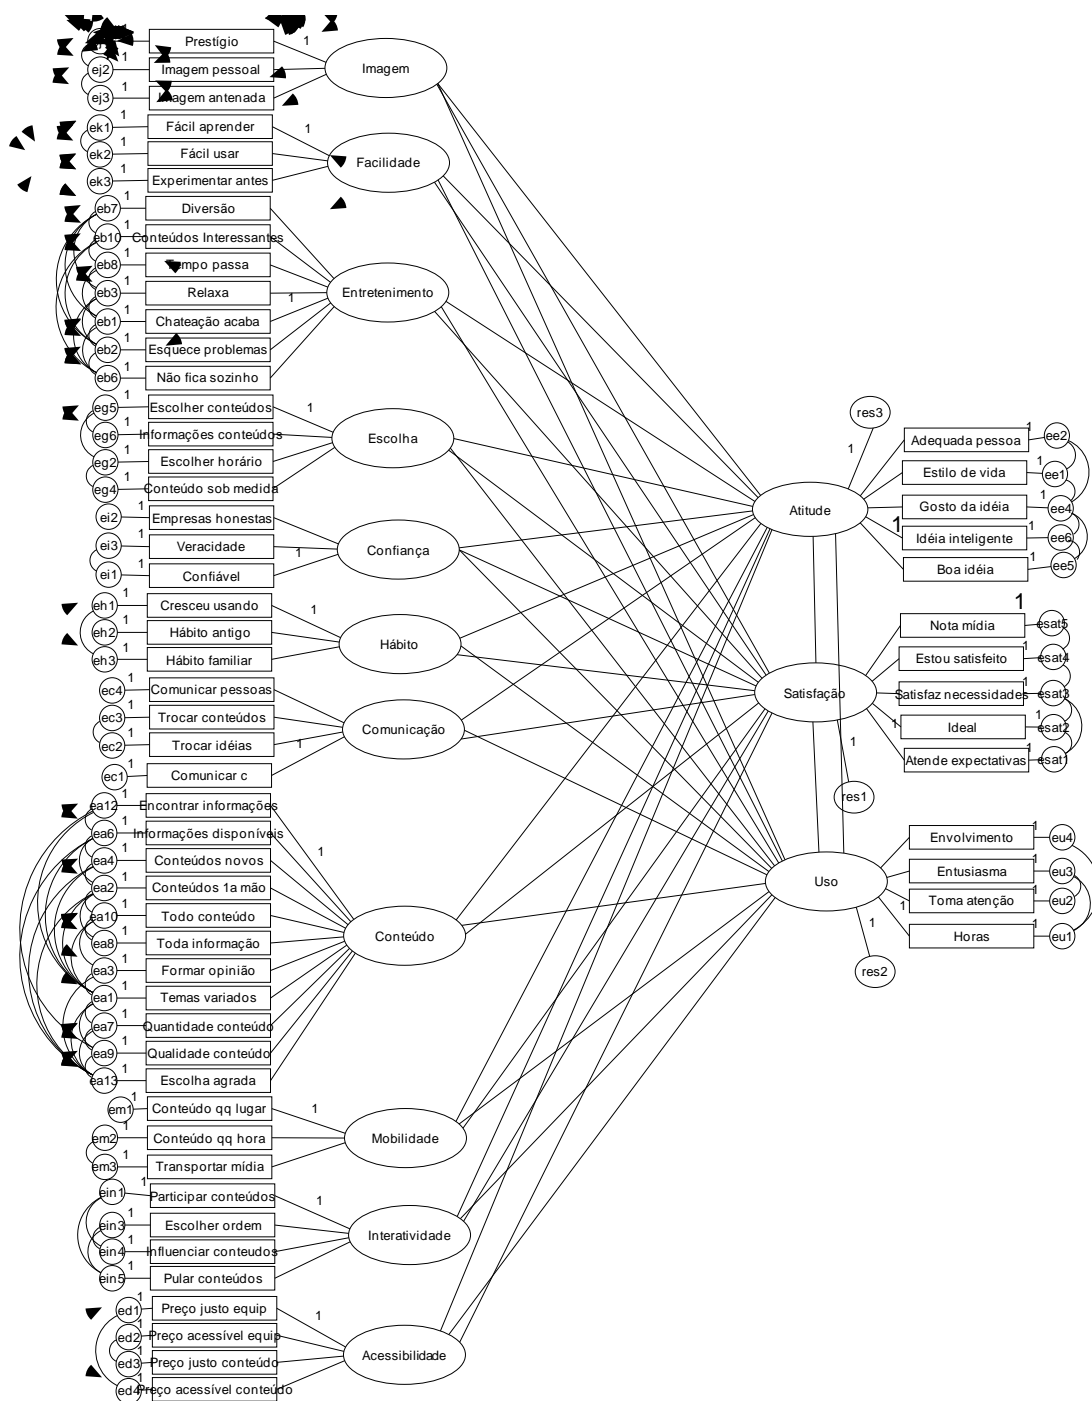 1
Prestígio
1
Imagem
ej2
1
Imagem pessoal
ej3
1
Imagem antenada
ek1
1
Fácil aprender
1
Facilidade
ek2
1
Fácil usar
ek3
1
Experimentar antes
eb7
1
Diversão
eb10
1
Conteúdos Interessantes
eb8
1
Tempo passa
Entretenimento
eb3
1
Relaxa
1
eb1
1
Chateação acaba
eb2
1
Esquece problemas
eb6
1
Não fica sozinho
eg5
1
Escolher conteúdos
1
Escolha
eg6
1
Informações conteúdos
eg2
1
Escolher horário
eg4
1
Conteúdo sob medida
ei2
1
Empresas honestas
ei3
1
Veracidade
1
Confiança
ei1
1
Confiável
eh1
1
Cresceu usando
1
Hábito
eh2
1
Hábito antigo
eh3
1
Hábito familiar
ec4
1
Comunicar pessoas
ec3
1
Trocar conteúdos
Comunicação
ec2
1
Trocar idéias
1
ec1
1
Comunicar c
ea12
1
Encontrar informações
ea6
1
Informações disponíveis
1
ea4
1
Conteúdos novos
ea2
1
Conteúdos 1a mão
ea10
1
Todo conteúdo
Conteúdo
ea8
1
Toda informação
ea3
1
Formar opinião
ea1
1
Temas variados
ea7
1
Quantidade conteúdo
ea9
1
Qualidade conteúdo
ea13
1
Escolha agrada
em1
1
Conteúdo qq lugar
1
Mobilidade
em2
1
Conteúdo qq hora
em3
1
Transportar mídia
ein1
1
Participar conteúdos
1
Interatividade
ein3
1
Escolher ordem
ein4
1
Influenciar conteudos
ein5
1
Pular conteúdos
ed1
1
Preço justo equip
1
Acessibilidade
ed2
1
Preço acessível equip
ed3
1
Preço justo conteúdo
ed4
1
Preço acessível conteúdo
res3
1
Atitude
Adequada pessoa
1
ee2
Estilo de vida
1
ee1
Gosto da idéia
1
ee4
1
Idéia inteligente
1
ee6
Boa idéia
1
ee5
1
Nota mídia
esat5
Satisfação
Estou satisfeito
1
esat4
Satisfaz necessidades
1
esat3
1
Ideal
1
esat2
Atende expectativas
1
esat1
1
res1
Uso
Envolvimento
1
eu4
Entusiasma
1
eu3
1
Toma atenção
1
eu2
Horas
1
eu1
1
res2